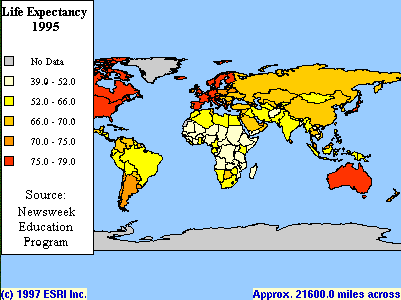 Life Expectancy
1995
No Data
39.9 - 52.0
52.0 - 66.0
66.0 - 70.0
70.0 - 75.0
75.0 - 79.0
Source:
Newsweek
Education
Program
(c) 1997 ESRI Inc.
Approx. 21600.0 miles across